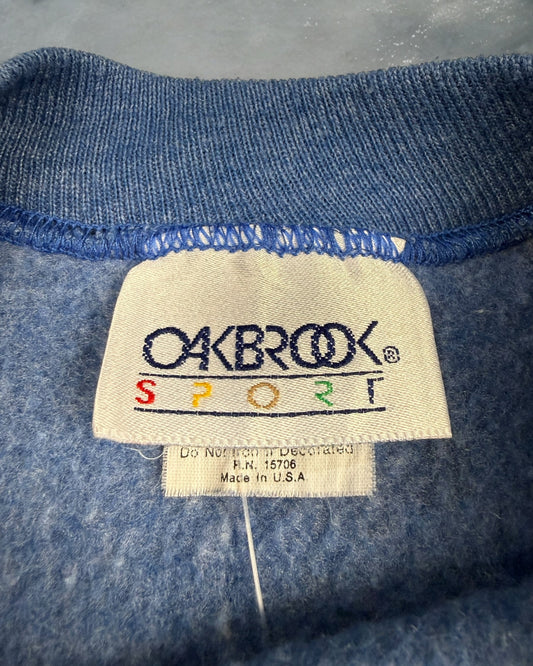 OAKBROOK®
SPORT
Do Not Iron if Decorated
R.N. 15706
Made In U.S.A.